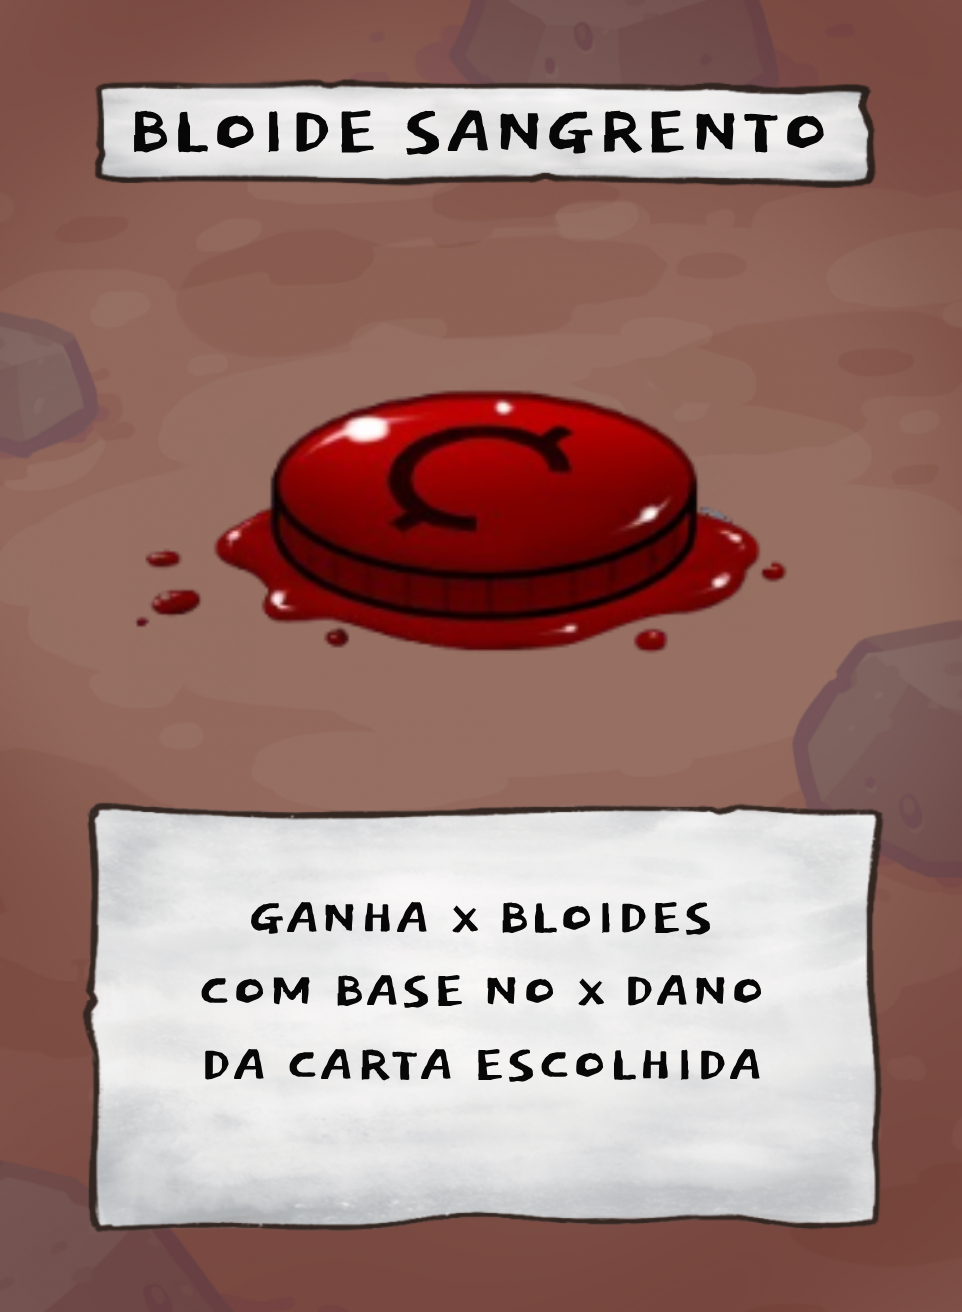 BLOIDE SANGRENTO
GANHA X BLOIDES
COM BASE NO X DANO
DA CARTA ESCOLHIDA